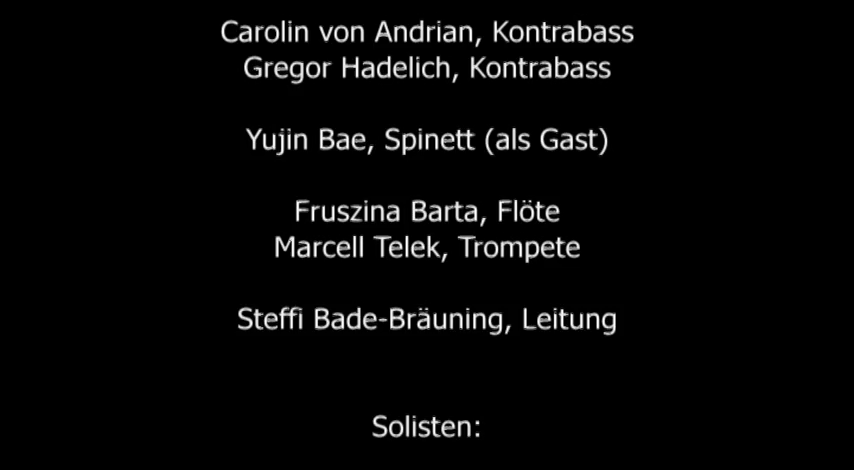 Carolin von Andrian, Kontrabass
Gregor Hadelich, Kontrabass
Yujin Bae, Spinett (als Gast)
Fruszina Barta, Flöte
Marcell Telek, Trompete
Steffi Bade-Bräuning, Leitung
Solisten: